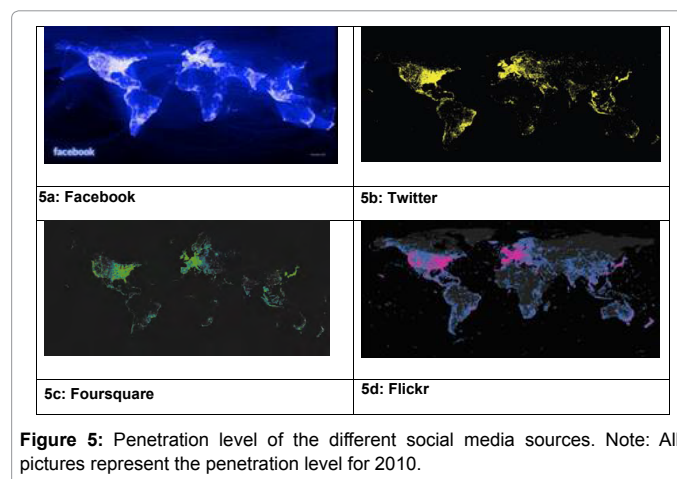 facebook
5a: Facebook
5b: Twitter
5c: Foursquare
5d: Flickr
Figure 5: Penetration level of the different social media sources. Note: All
pictures represent the penetration level for 2010.